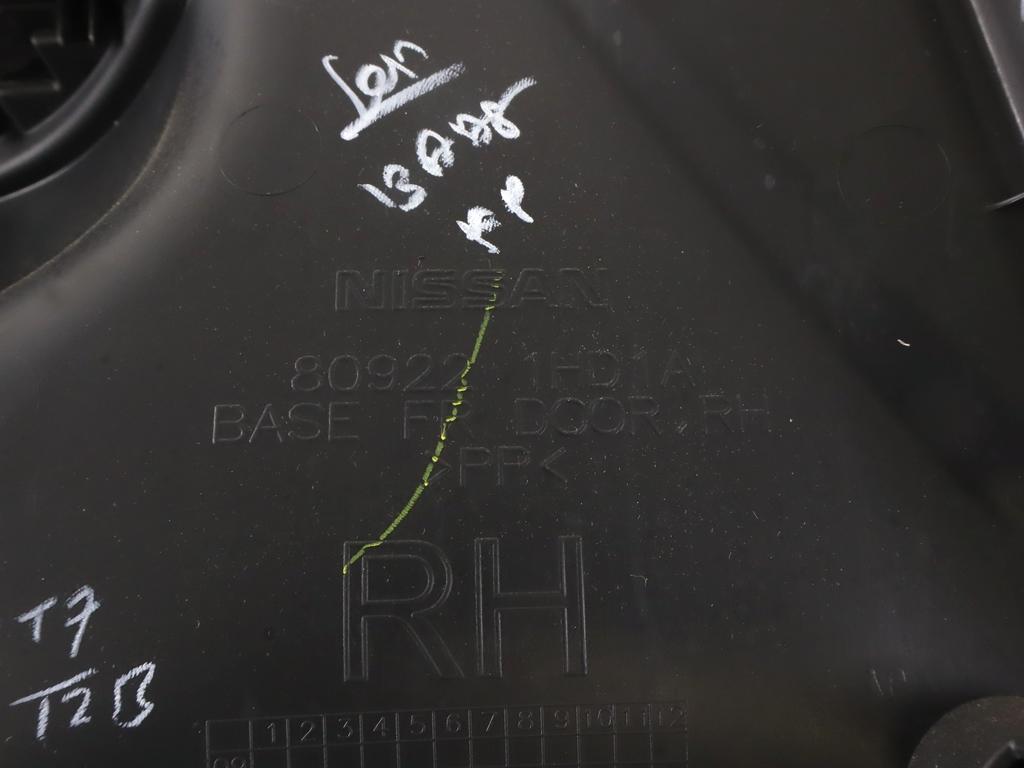 NISSAN
80922 1HD1A
BASE FR DOOR, RH
>PP<
RH
T7
T2B
1 2 3 4 5 6 7 8 9 10 11 12
09